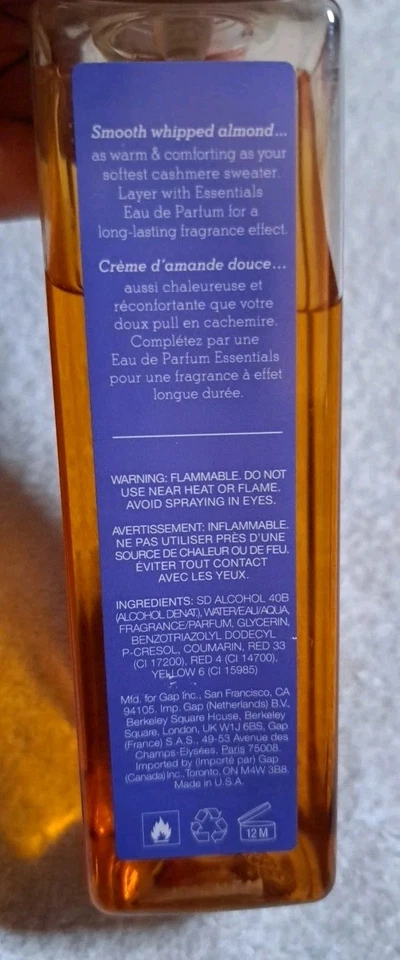 Smooth whipped almond...
as warm & comforting as your
softest cashmere sweater.
Layer with Essentials
Eau de Parfum for a
long-lasting fragrance effect.
Crème d'amande douce...
aussi chaleureuse et
réconfortante que votre
doux pull en cachemire.
Complétez par une
Eau de Parfum Essentials
pour une fragrance à effet
longue durée.
WARNING: FLAMMABLE. DO NOT
USE NEAR HEAT OR FLAME.
AVOID SPRAYING IN EYES.
AVERTISSEMENT: INFLAMMABLE.
NE PAS UTILISER PRÈS D'UNE
SOURCE DE CHALEUR OU DE FEU.
ÉVITER TOUT CONTACT
AVEC LES YEUX.
INGREDIENTS: SD ALCOHOL 40B
(ALCOHOL DENAT.), WATER/EAU/AQUA,
FRAGRANCE/PARFUM, GLYCERIN,
BENZOTRIAZOLYL DODECYL
P-CRESOL, COUMARIN, RED 33
(CI 17200), RED 4 (CI 14700),
YELLOW 6 (CI 15985)
Mfd. for Gap Inc., San Francisco, CA
94105. Imp. Gap (Netherlands) B.V.,
Berkeley Square House, Berkeley
Square, London, UK W1J 6BS, Gap
(France) S.A.S., 49-53 Avenue des
Champs-Elysées, Paris 75008.
Imported by (Importé par) Gap
(Canada) Inc., Toronto, ON M4W 3B8.
Made in U.S.A.
12 M